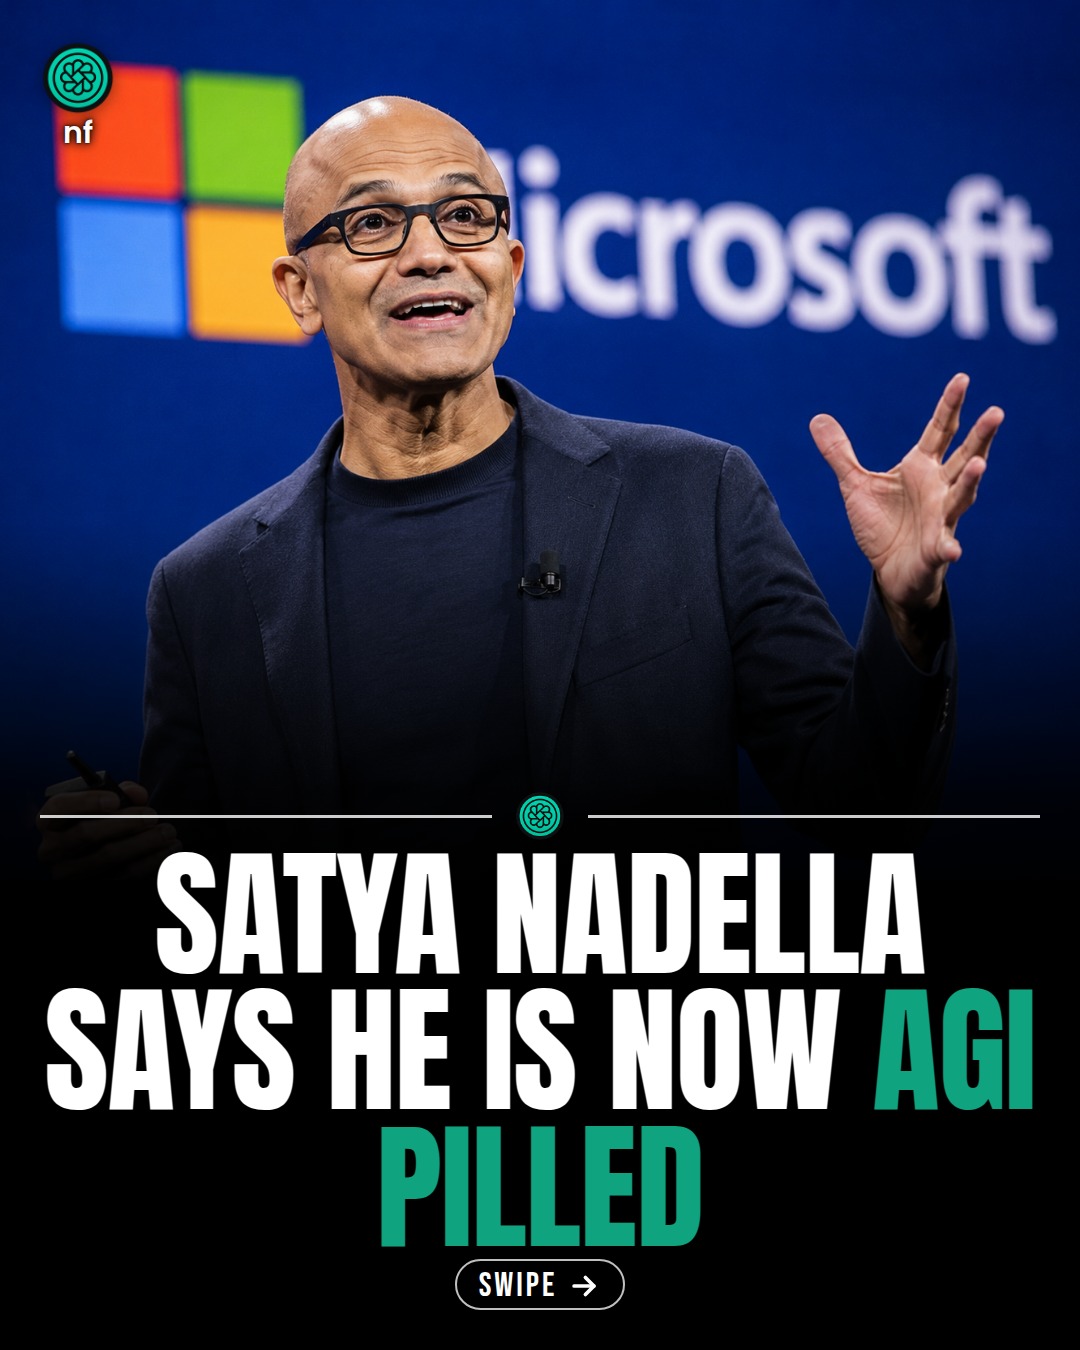 nf
icrosoft
SATYA NADELLA
SAYS HE IS NOW AGI
PILLED
SWIPE →